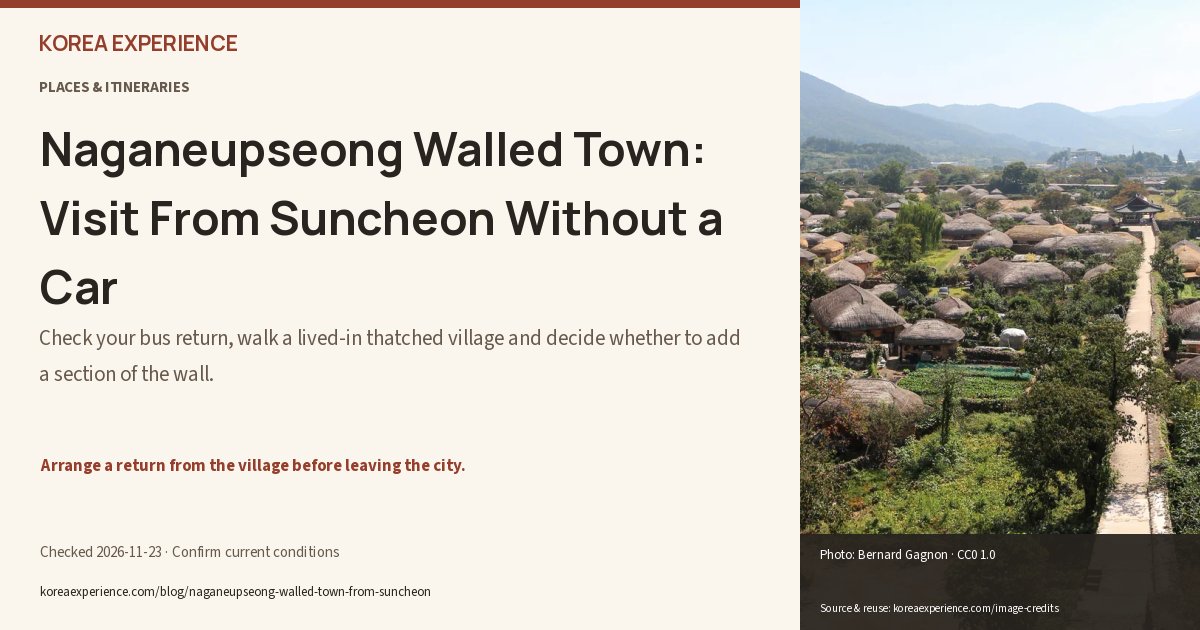 KOREA EXPERIENCE
PLACES & ITINERARIES
Naganeupseong Walled Town:
Visit From Suncheon Without a
Car
Check your bus return, walk a lived-in thatched village and decide whether to add
a section of the wall.
Arrange a return from the village before leaving the city.
Checked 2026-11-23 · Confirm current conditions
koreaexperience.com/blog/naganeupseong-walled-town-from-suncheon
Photo: Bernard Gagnon · CC0 1.0
Source & reuse: koreaexperience.com/image-credits